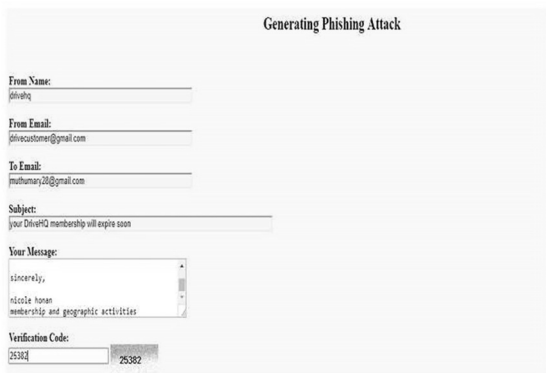 Generating Phishing Attack
From Name:
drivehq
From Email:
drivecustomer@gmail.com
To Email:
muthumary28@gmail.com
Subject:
your DriveHQ membership will expire soon
Your Message:
sincerely,
nicole honan
membership and geographic activities
Verification Code:
25382 25382